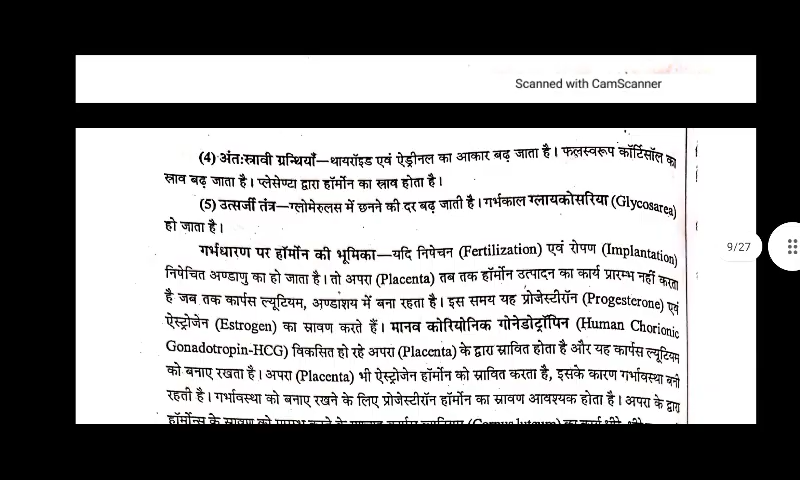 Scanned with CamScanner
(4) अंतःस्त्रावी ग्रन्थियाँ—थायरॉइड एवं ऐड्रीनल का आकार बढ़ जाता है। फलस्वरूप कॉर्टिसॉल का
स्राव बढ़ जाता है। प्लेसेण्टा द्वारा हॉर्मोन का स्राव होता है।
(5) उत्सर्जी तंत्र—ग्लोमेरुलस में छनने की दर बढ़ जाती है। गर्भकाल ग्लायकोसरिया (Glycosarea)
हो जाता है।
गर्भधारण पर हॉर्मोन की भूमिका—यदि निपेचन (Fertilization) एवं रोपण (Implantation)
निपेचित अण्डाणु का हो जाता है। तो अपरा (Placenta) तब तक हॉर्मोन उत्पादन का कार्य प्रारम्भ नहीं करता
है जब तक कार्पस ल्यूटियम, अण्डाशय में बना रहता है। इस समय यह प्रोजेस्टीरॉन (Progesterone) एवं
ऐस्ट्रोजेन (Estrogen) का स्रावण करते हैं। मानव कोरियोनिक गोनेडोट्रॉपिन (Human Chorionic
Gonadotropin-HCG) विकसित हो रहे अपरा (Placenta) के द्वारा स्रावित होता है और यह कार्पस ल्यूटियम
को बनाए रखता है। अपरा (Placenta) भी ऐस्ट्रोजेन हॉर्मोन को स्रावित करता है, इसके कारण गर्भावस्था बनी
रहती है। गर्भावस्था को बनाए रखने के लिए प्रोजेस्टीरॉन हॉर्मोन का स्रावण आवश्यक होता है। अपरा के द्वारा
9/27